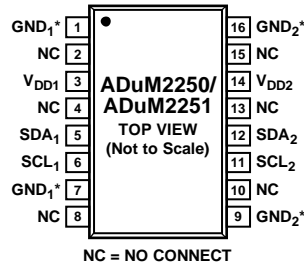 GND1* 1 16 GND2*
NC 2 15 NC
VDD1 3 14 VDD2
NC 4 13 NC
SDA1 5 12 SDA2
SCL1 6 11 SCL2
GND1* 7 10 NC
NC 8 9 GND2*
ADuM2250/
ADuM2251
TOP VIEW
(Not to Scale)
NC = NO CONNECT